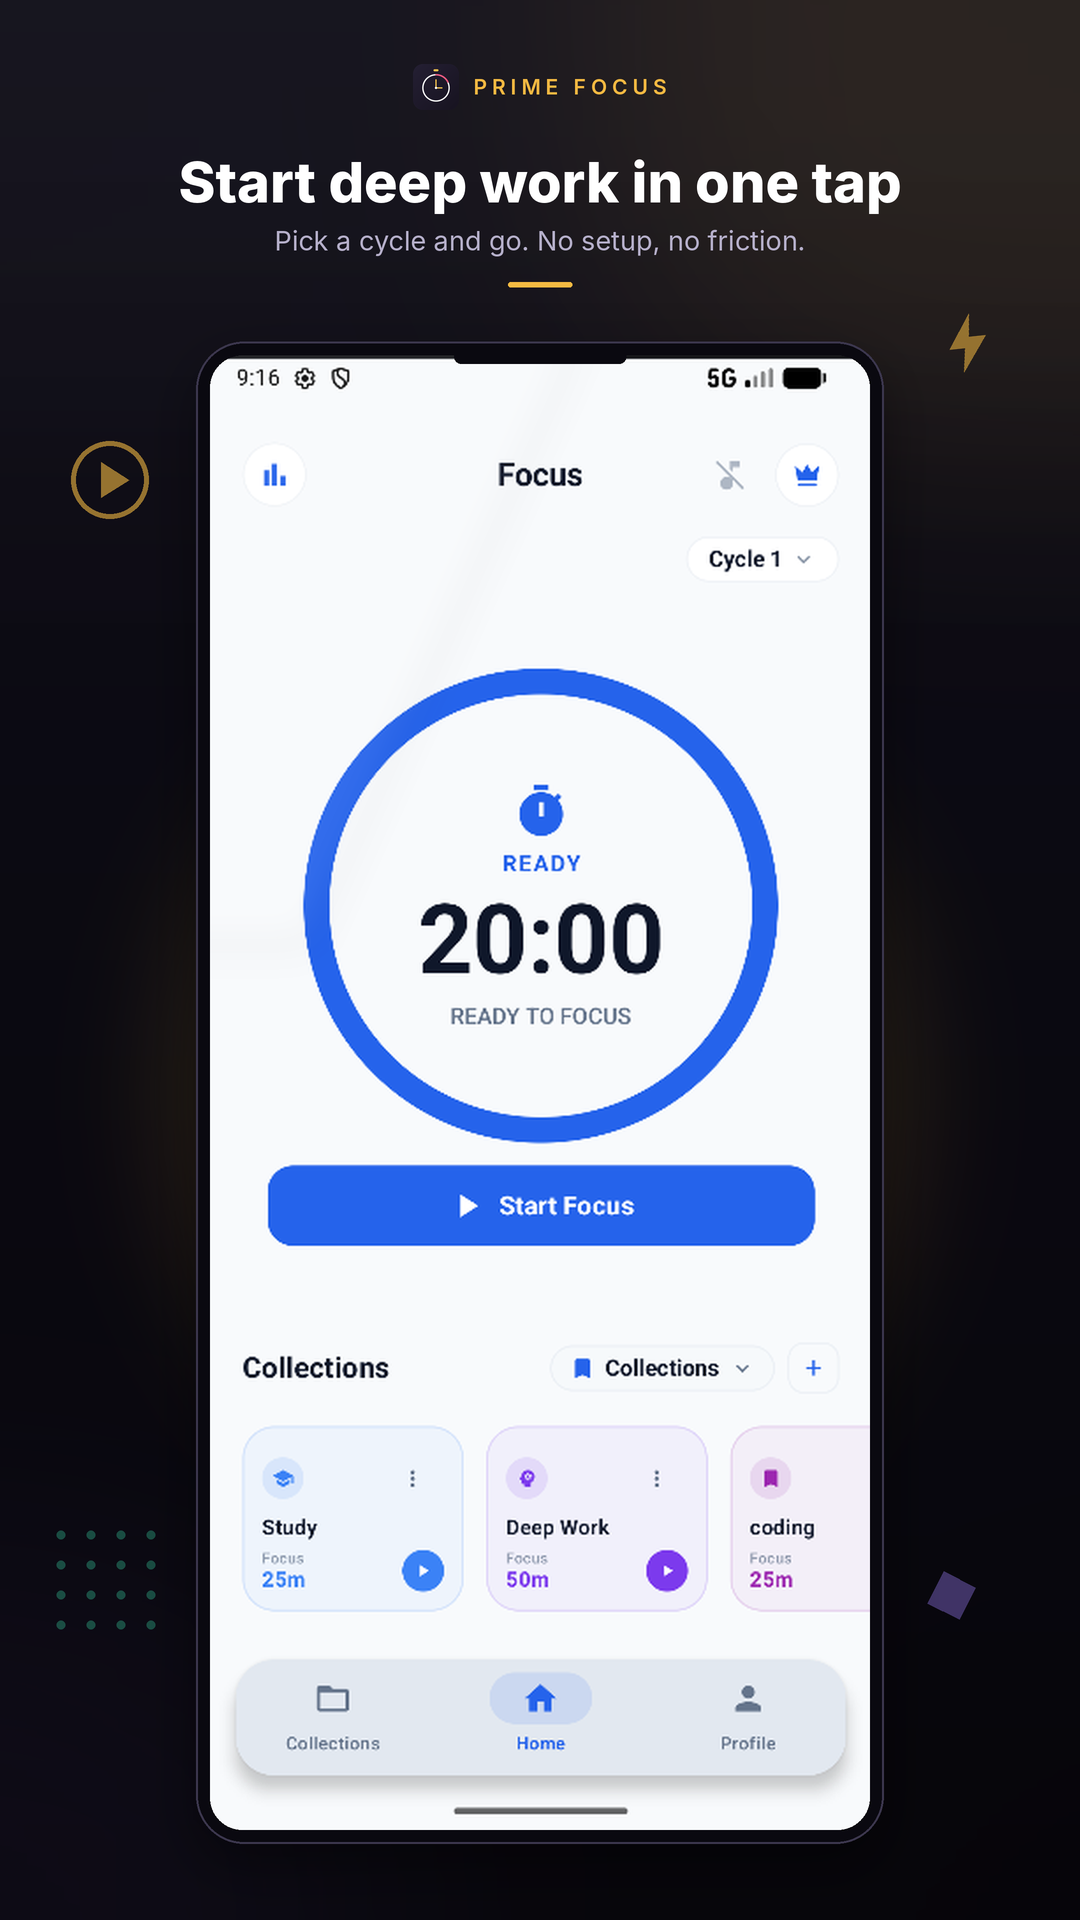 PRIME FOCUS
Start deep work in one tap
Pick a cycle and go. No setup, no friction.
9:16
5G
Focus
Cycle 1
READY
20:00
READY TO FOCUS
Start Focus
Collections
Collections
Study
Focus
25m
Deep Work
Focus
50m
coding
Focus
25m
Collections
Home
Profile